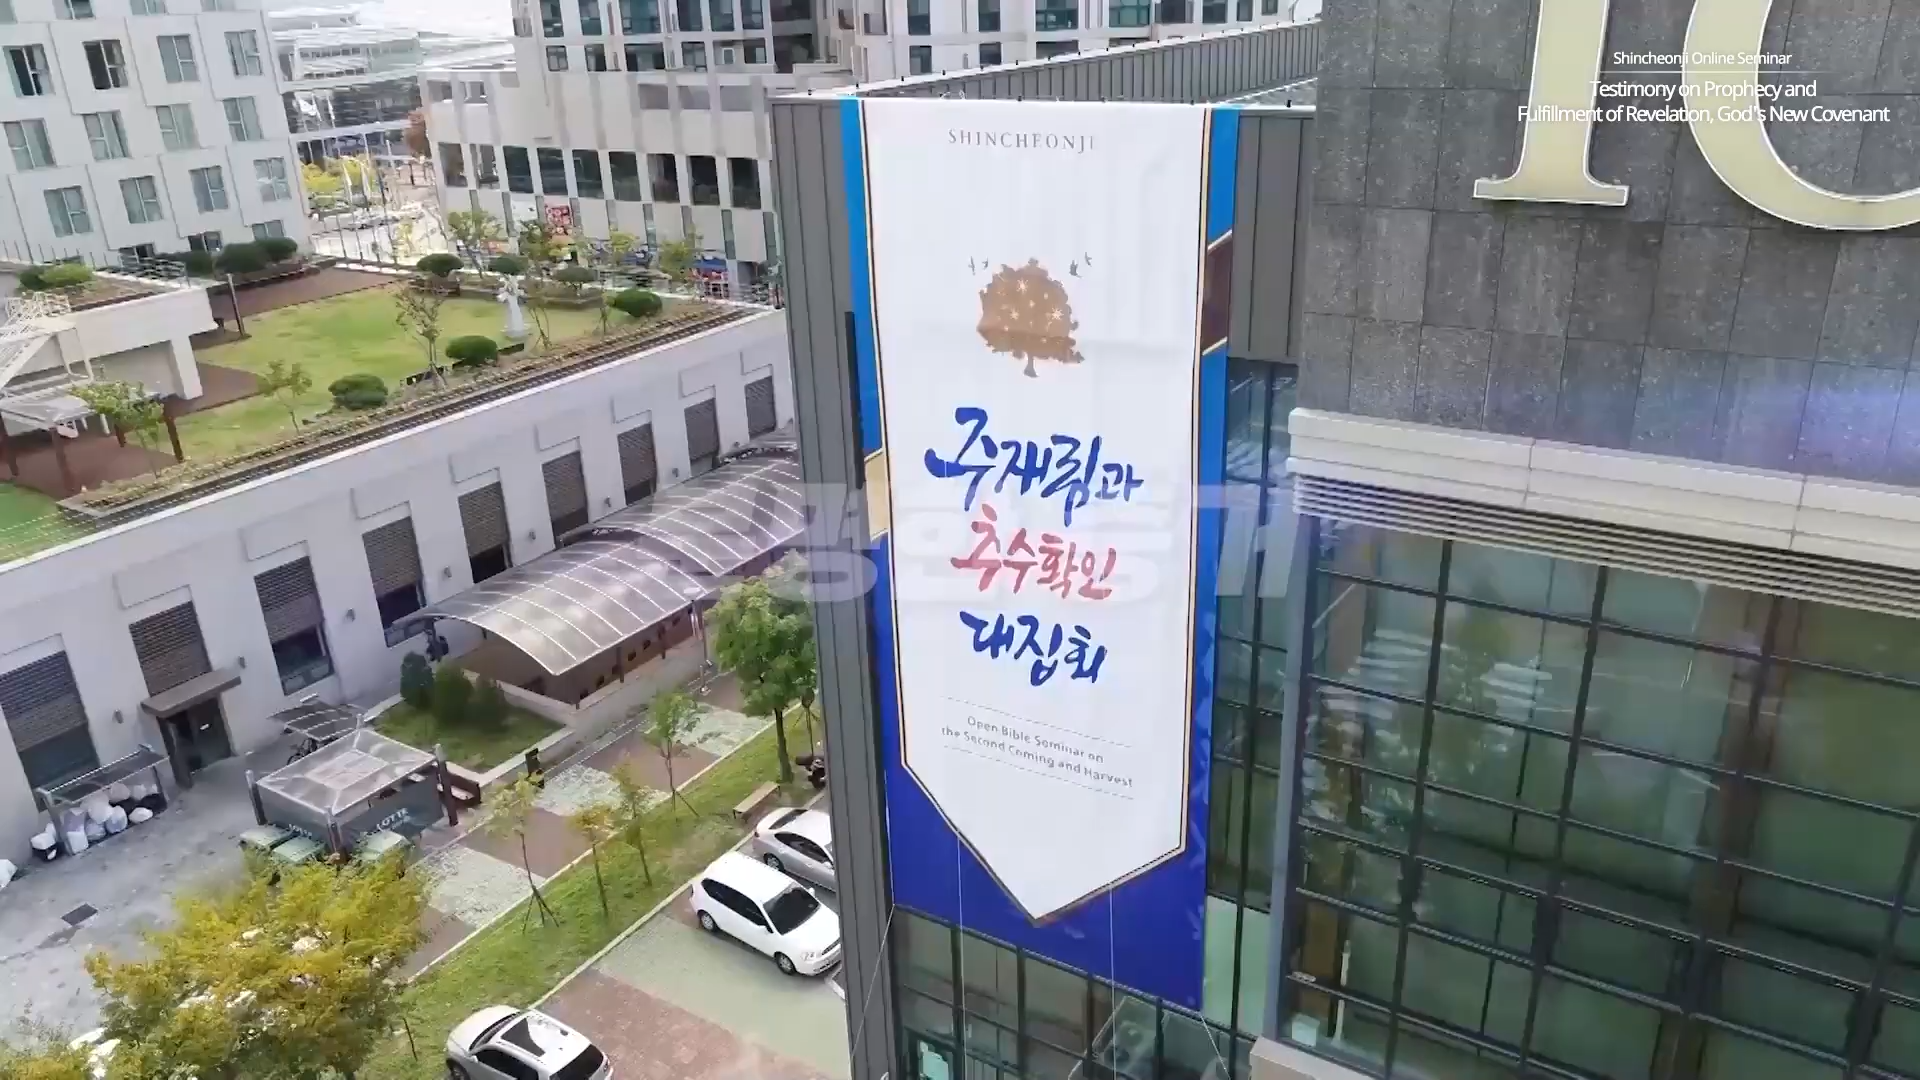 Shincheonji Online Seminar
Testimony on Prophecy and
Fulfillment of Revelation, God's New Covenant
SHINCHEONJI
주 재림과
추수 확인
대집회
Open Bible Seminar on
the Second Coming and Harvest
LOTTE